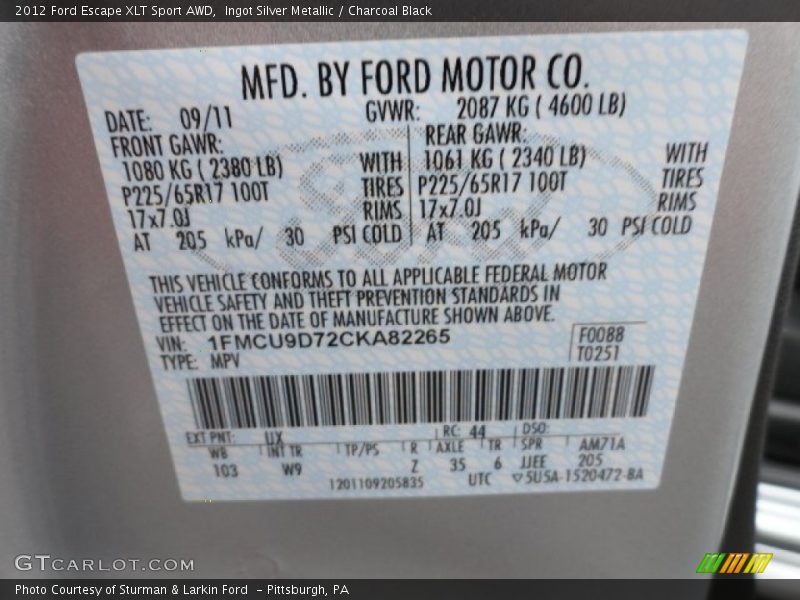 2012 Ford Escape XLT Sport AWD,  Ingot Silver Metallic / Charcoal Black
MFD. BY FORD MOTOR CO.
DATE: 09/11 GVWR: 2087 KG ( 4600 LB)
FRONT GAWR: REAR GAWR:
1080 KG ( 2380 LB) WITH 1061 KG ( 2340 LB) WITH
P225/65R17 100T TIRES P225/65R17 100T TIRES
17x7.0J RIMS 17x7.0J RIMS
AT 205 kPa/ 30 PSI COLD AT 205 kPa/ 30 PSI COLD
THIS VEHICLE CONFORMS TO ALL APPLICABLE FEDERAL MOTOR
VEHICLE SAFETY AND THEFT PREVENTION STANDARDS IN
EFFECT ON THE DATE OF MANUFACTURE SHOWN ABOVE.
VIN: 1FMCU9D72CKA82265 F0088
TYPE: MPV T0251
EXT PNT: UX RC: 44 DSO:
WB INT TR TP/PS R AXLE TR SPR AM71A
103 W9 Z 35 6 JJEE 205
1201109205835 UTC ▽5U5A-1520472-BA
GTCARLOT.COM
Photo Courtesy of Sturman & Larkin Ford  - Pittsburgh, PA